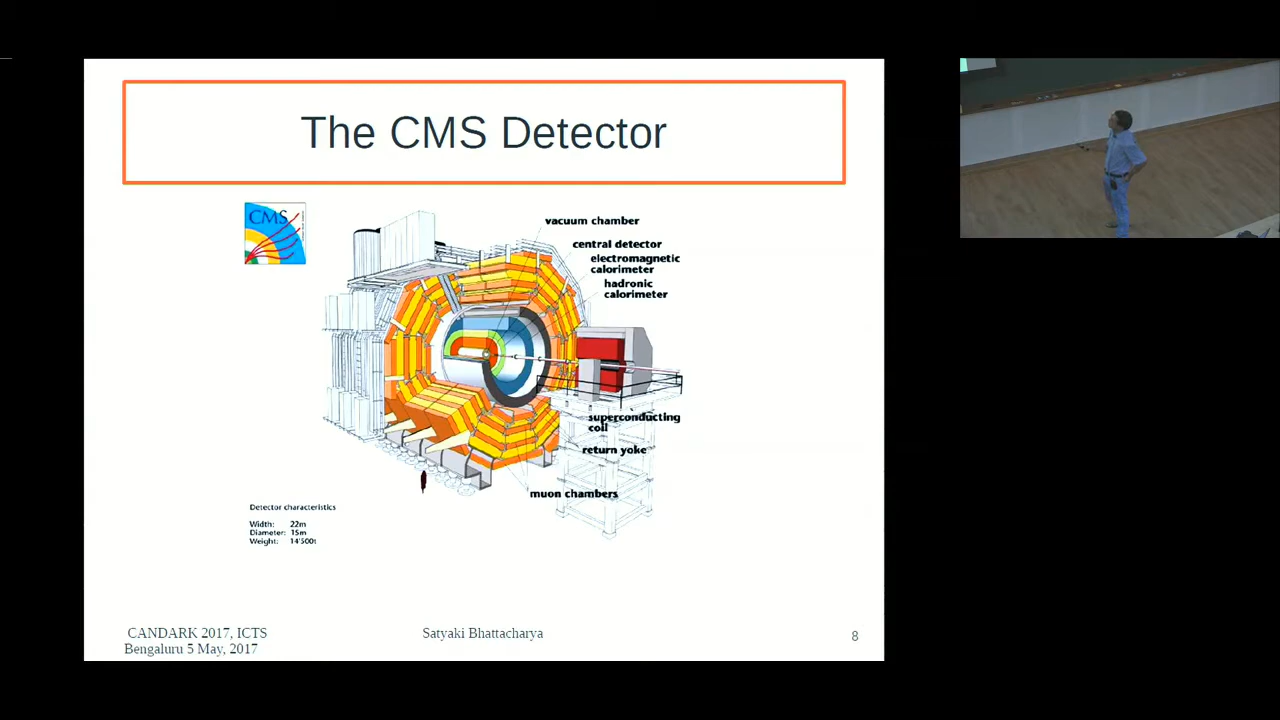 The CMS Detector
CMS
vacuum chamber
central detector
electromagnetic
calorimeter
hadronic
calorimeter
superconducting
coil
return yoke
muon chambers
Detector characteristics
Width: 22m
Diameter: 15m
Weight: 14'500t
CANDARK 2017, ICTS
Bengaluru 5 May, 2017
Satyaki Bhattacharya
8